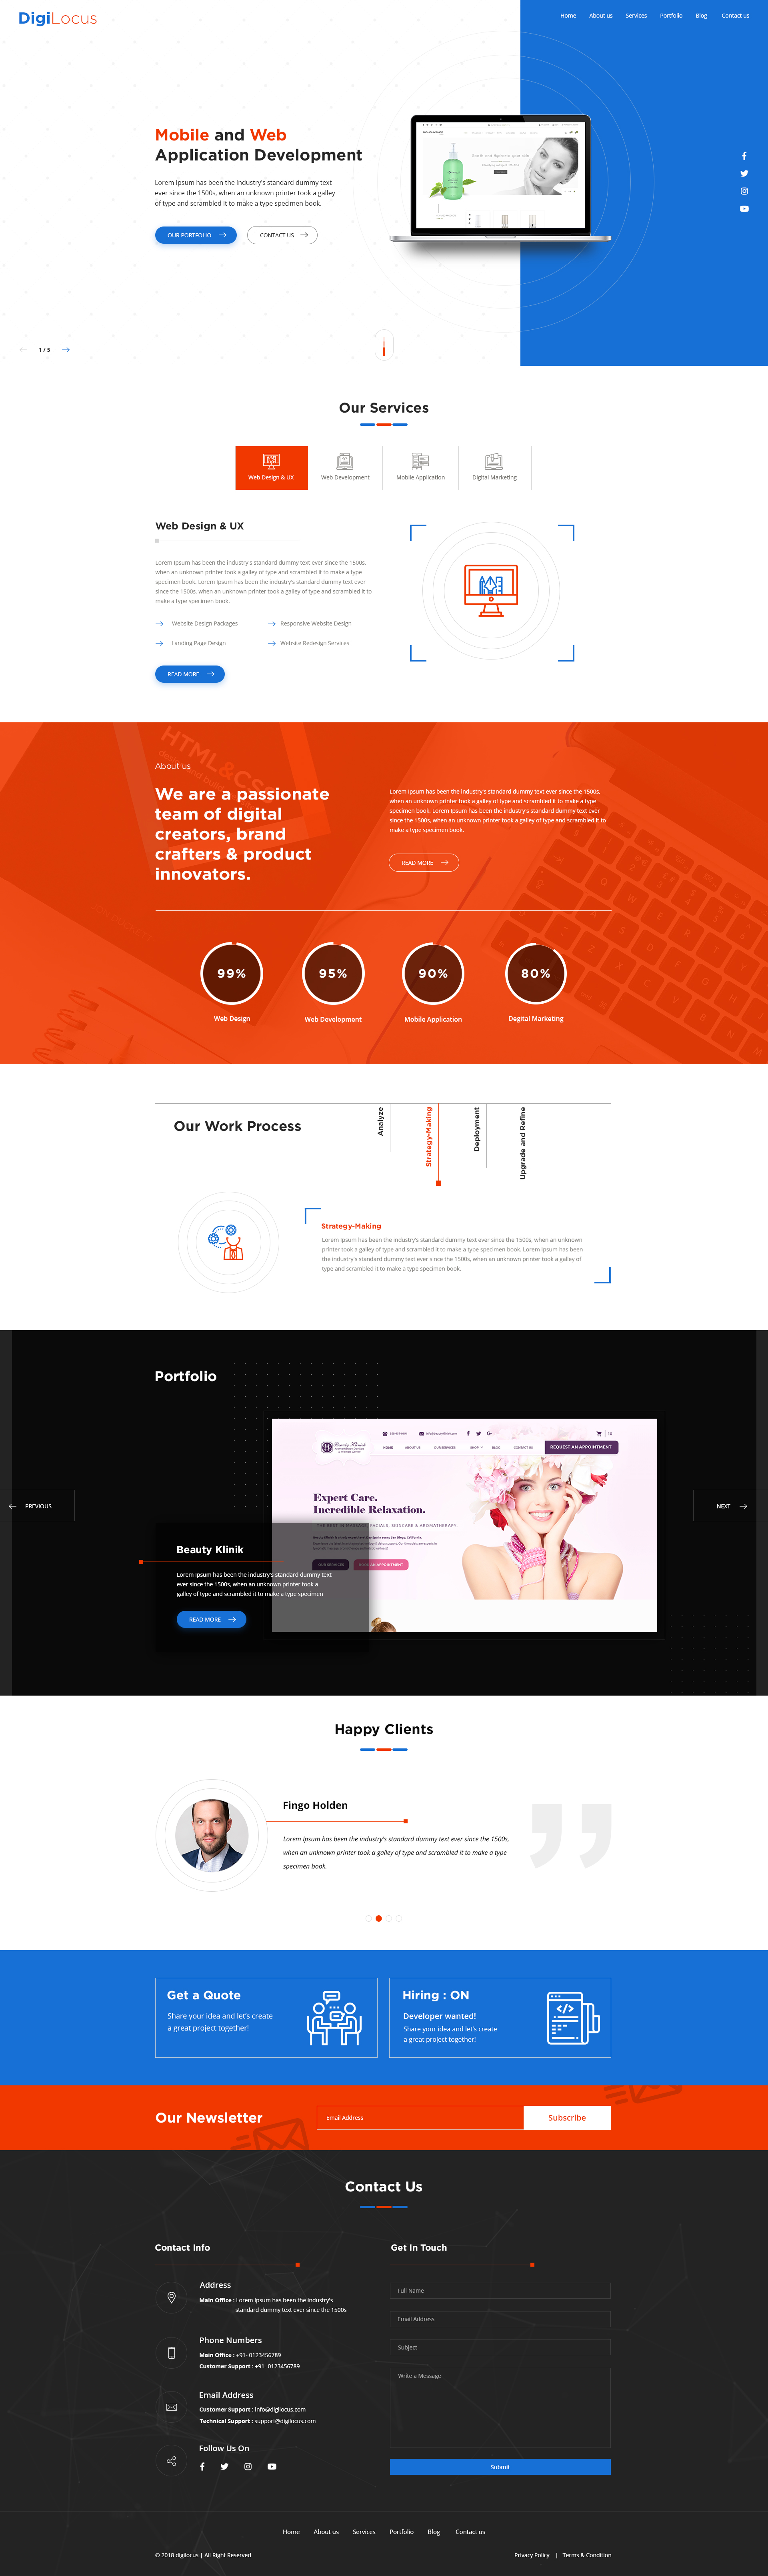 DigiLocus
Home About us Services Portfolio Blog Contact us
Mobile and Web
Application Development
Lorem Ipsum has been the industry's standard dummy text
ever since the 1500s, when an unknown printer took a galley
of type and scrambled it to make a type specimen book.
OUR PORTFOLIO
CONTACT US
1 / 5
Our Services
Web Design & UX
Web Development
Mobile Application
Digital Marketing
Web Design & UX
Lorem Ipsum has been the industry's standard dummy text ever since the 1500s,
when an unknown printer took a galley of type and scrambled it to make a type
specimen book. Lorem Ipsum has been the industry's standard dummy text ever
since the 1500s, when an unknown printer took a galley of type and scrambled it to
make a type specimen book.
Website Design Packages
Responsive Website Design
Landing Page Design
Website Redesign Services
READ MORE
HTML&CSS
About us
We are a passionate
team of digital
creators, brand
crafters & product
innovators.
Lorem Ipsum has been the industry's standard dummy text ever since the 1500s,
when an unknown printer took a galley of type and scrambled it to make a type
specimen book. Lorem Ipsum has been the industry's standard dummy text ever
since the 1500s, when an unknown printer took a galley of type and scrambled it to
make a type specimen book.
READ MORE
99%
95%
90%
80%
Web Design
Web Development
Mobile Application
Degital Marketing
Our Work Process
Analyze
Strategy-Making
Deployment
Upgrade and Refine
Strategy-Making
Lorem Ipsum has been the industry's standard dummy text ever since the 1500s, when an unknown
printer took a galley of type and scrambled it to make a type specimen book. Lorem Ipsum has been
the industry's standard dummy text ever since the 1500s, when an unknown printer took a galley of
type and scrambled it to make a type specimen book.
Portfolio
PREVIOUS
NEXT
Beauty Klinik
HOME ABOUT US OUR SERVICES SHOP BLOG CONTACT US
REQUEST AN APPOINTMENT
Expert Care.
Incredible Relaxation.
THE BEST IN MASSAGE, FACIALS, SKINCARE & AROMATHERAPY.
OUR SERVICES
Beauty Klinik
Lorem Ipsum has been the industry's standard dummy text
ever since the 1500s, when an unknown printer took a
galley of type and scrambled it to make a type specimen
READ MORE
Happy Clients
Fingo Holden
Lorem Ipsum has been the industry's standard dummy text ever since the 1500s,
when an unknown printer took a galley of type and scrambled it to make a type
specimen book.
Get a Quote
Share your idea and let's create
a great project together!
Hiring : ON
Developer wanted!
Share your idea and let's create
a great project together!
Our Newsletter
Email Address
Subscribe
Contact Us
Contact Info
Address
Main Office : Lorem Ipsum has been the industry's
standard dummy text ever since the 1500s
Phone Numbers
Main Office : +91- 0123456789
Customer Support : +91- 0123456789
Email Address
Customer Support : info@digilocus.com
Technical Support : support@digilocus.com
Follow Us On
Get In Touch
Full Name
Email Address
Subject
Write a Message
Submit
Home About us Services Portfolio Blog Contact us
© 2018 digilocus | All Right Reserved
Privacy Policy | Terms & Condition